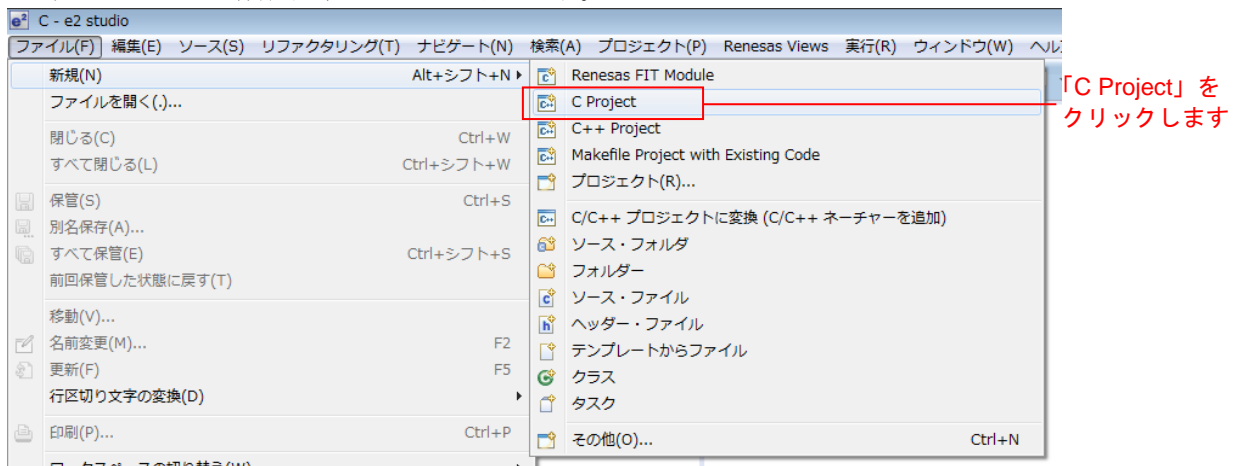 C - e2 studio
ファイル(F) 編集(E) ソース(S) リファクタリング(T) ナビゲート(N) 検索(A) プロジェクト(P) Renesas Views 実行(R) ウィンドウ(W)
新規(N) Alt+シフト+N
ファイルを開く(.)...
閉じる(C) Ctrl+W
すべて閉じる(L) Ctrl+シフト+W
保管(S) Ctrl+S
別名保存(A)...
すべて保管(E) Ctrl+シフト+S
前回保管した状態に戻す(T)
移動(V)...
名前変更(M)... F2
更新(F) F5
行区切り文字の変換(D)
印刷(P)... Ctrl+P
Renesas FIT Module
C Project
C++ Project
Makefile Project with Existing Code
プロジェクト(R)...
C/C++ プロジェクトに変換 (C/C++ ネーチャーを追加)
ソース・フォルダ
フォルダー
ソース・ファイル
ヘッダー・ファイル
テンプレートからファイル
クラス
タスク
その他(O)... Ctrl+N
「C Project」を
クリックします